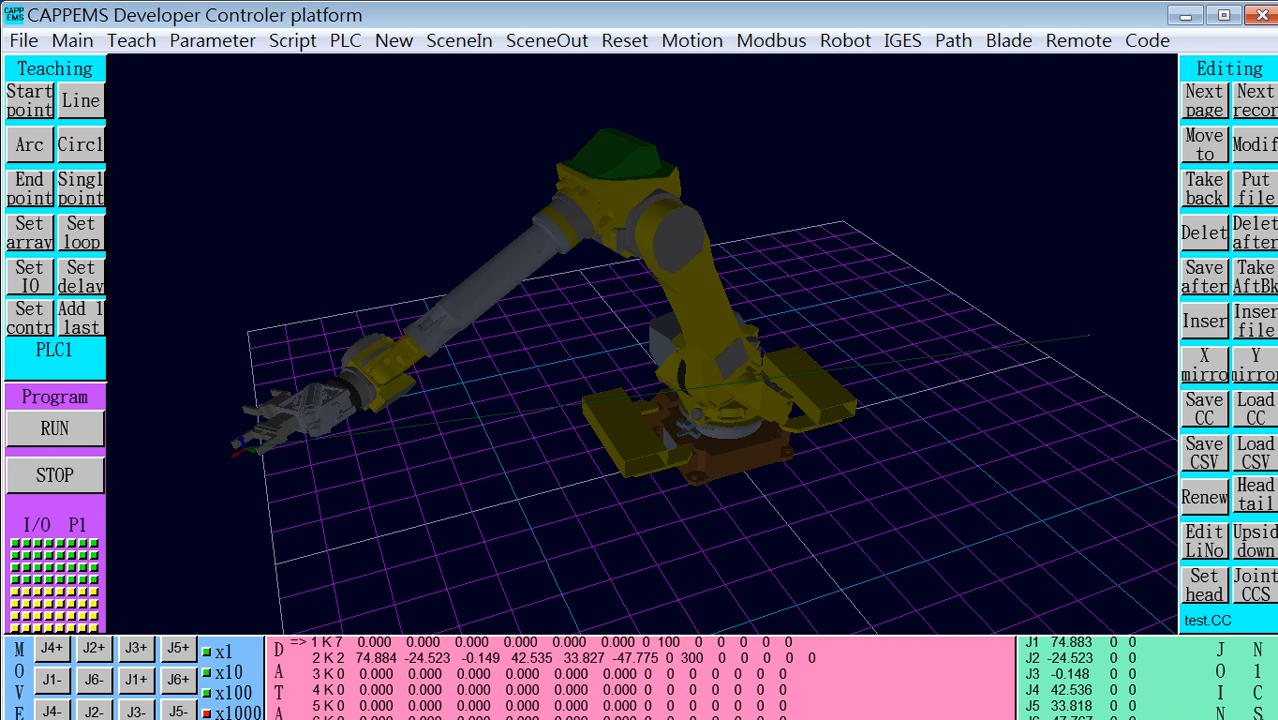 CAPP EMS CAPPEMS Developer Controler platform
File Main Teach Parameter Script PLC New SceneIn SceneOut Reset Motion Modbus Robot IGES Path Blade Remote Code
Teaching
Start point Line
Arc Circl
End point Singl point
Set array Set loop
Set IO Set delay
Set contr Add 1 last
PLC1
Program
RUN
STOP
I/O P1
Editing
Next page Next recor
Move to Modif
Take back Put file
Delet Delet after
Save after Take AftBk
Inser Inser file
X mirro Y mirro
Save CC Load CC
Save CSV Load CSV
Renew Head tail
Edit LiNo Upsid down
Set head Joint CCS
test.CC
MOVE
J4+ J2+ J3+ J5+ x1
J1- J6- J1+ J6+ x10
x100
J4- J2- J3- J5- x1000
DATA
=> 1 K 7 0.000 0.000 0.000 0.000 0.000 0.000 0 100 0 0 0 0
2 K 2 74.884 -24.523 -0.149 42.535 33.827 -47.775 0 300 0 0 0 0
3 K 0 0.000 0.000 0.000 0.000 0.000 0.000 0 0 0 0 0 0
4 K 0 0.000 0.000 0.000 0.000 0.000 0.000 0 0 0 0 0 0
5 K 0 0.000 0.000 0.000 0.000 0.000 0.000 0 0 0 0 0 0
J1 74.883 0 0
J2 -24.523 0 0
J3 -0.148 0 0
J4 42.536 0 0
J5 33.818 0 0
JOIN
N1CS